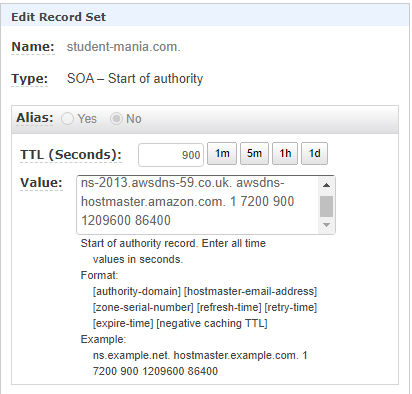 Edit Record Set
Name: student-mania.com.
Type: SOA – Start of authority
Alias: Yes No
TTL (Seconds): 900 1m 5m 1h 1d
Value: ns-2013.awsdns-59.co.uk. awsdns-
hostmaster.amazon.com. 1 7200 900
1209600 86400
Start of authority record. Enter all time
values in seconds.
Format:
[authority-domain] [hostmaster-email-address]
[zone-serial-number] [refresh-time] [retry-time]
[expire-time] [negative caching TTL]
Example:
ns.example.net. hostmaster.example.com. 1
7200 900 1209600 86400